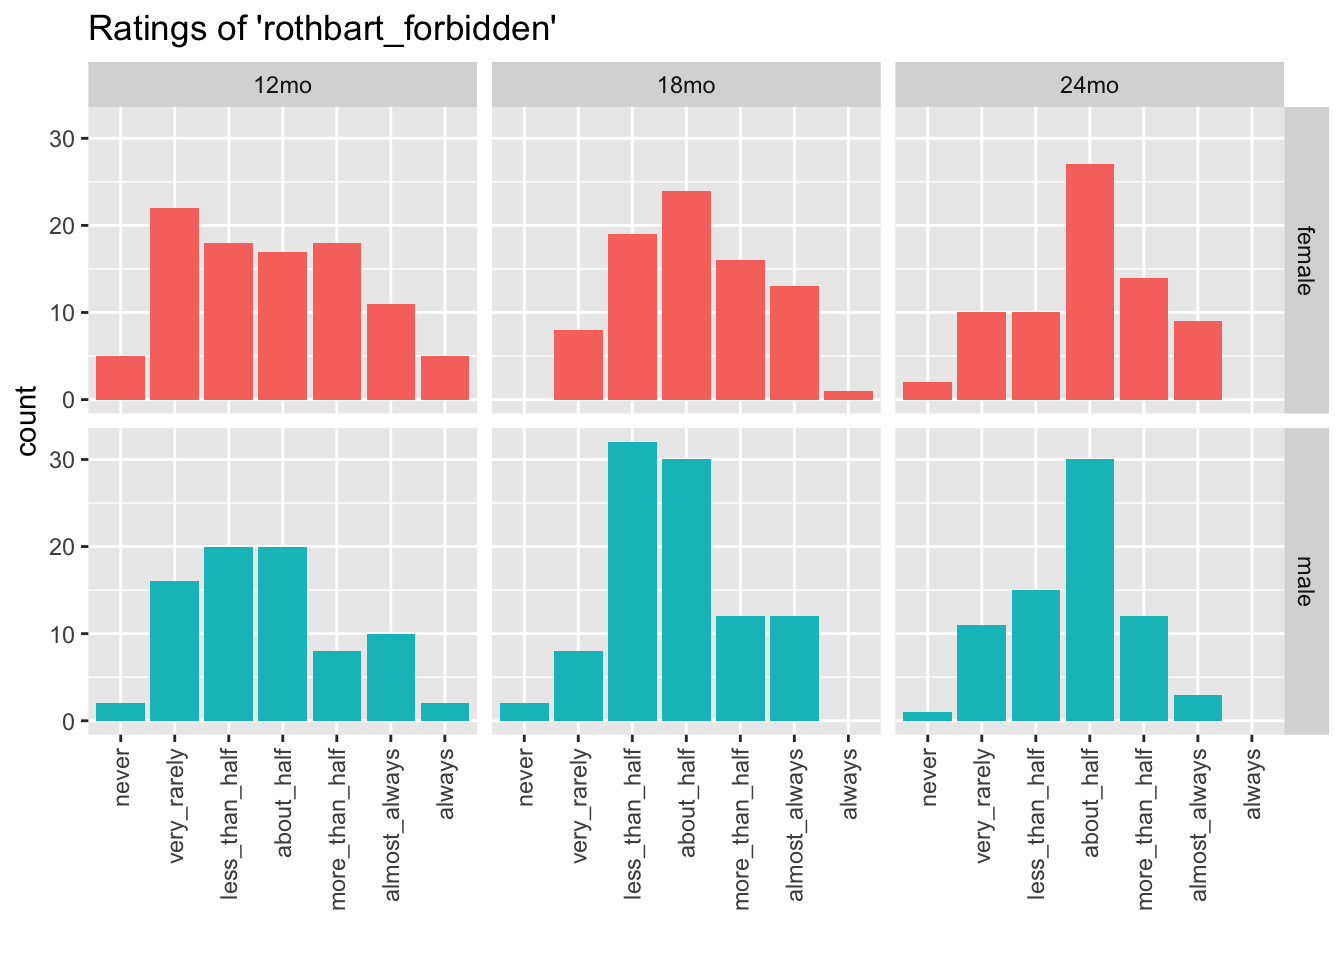 Ratings of 'rothbart_forbidden'
12mo 18mo 24mo
30
20
10
0
female
count
30
20
10
0
male
never very_rarely less_than_half about_half more_than_half almost_always always never very_rarely less_than_half about_half more_than_half almost_always always never very_rarely less_than_half about_half more_than_half almost_always always